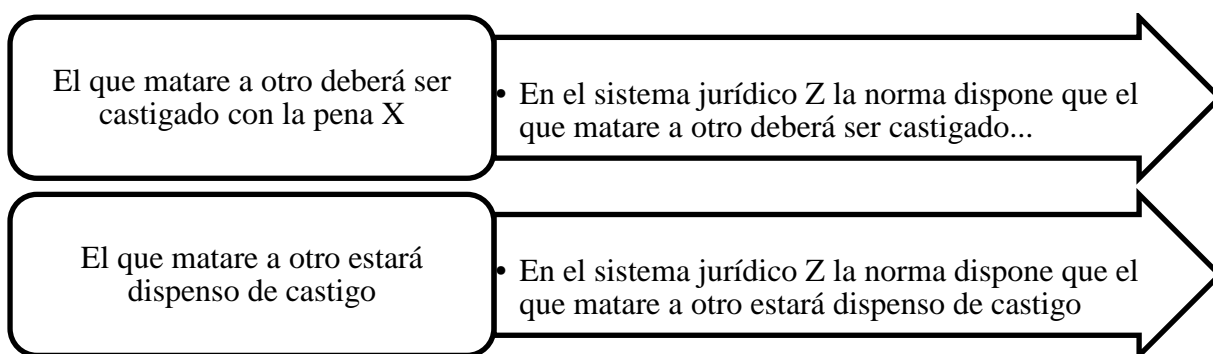 El que matare a otro deberá ser
castigado con la pena X
• En el sistema jurídico Z la norma dispone que el
que matare a otro deberá ser castigado...
El que matare a otro estará
dispenso de castigo
• En el sistema jurídico Z la norma dispone que el
que matare a otro estará dispenso de castigo